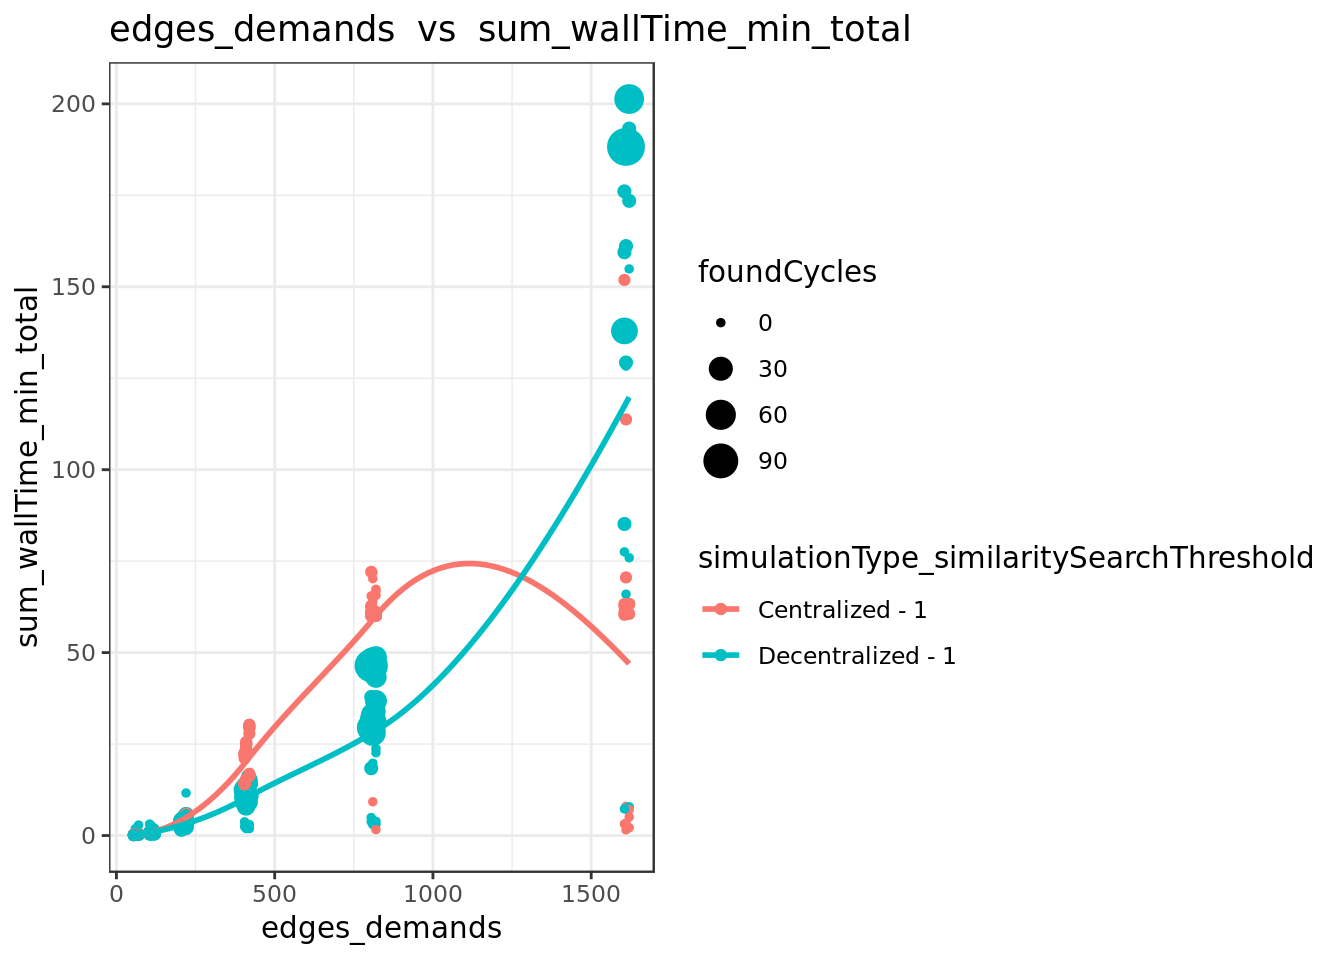 edges_demands vs sum_wallTime_min_total
sum_wallTime_min_total
200
150
100
50
0
0 500 1000 1500
edges_demands
foundCycles
0
30
60
90
simulationType_similaritySearchThreshold
Centralized - 1
Decentralized - 1